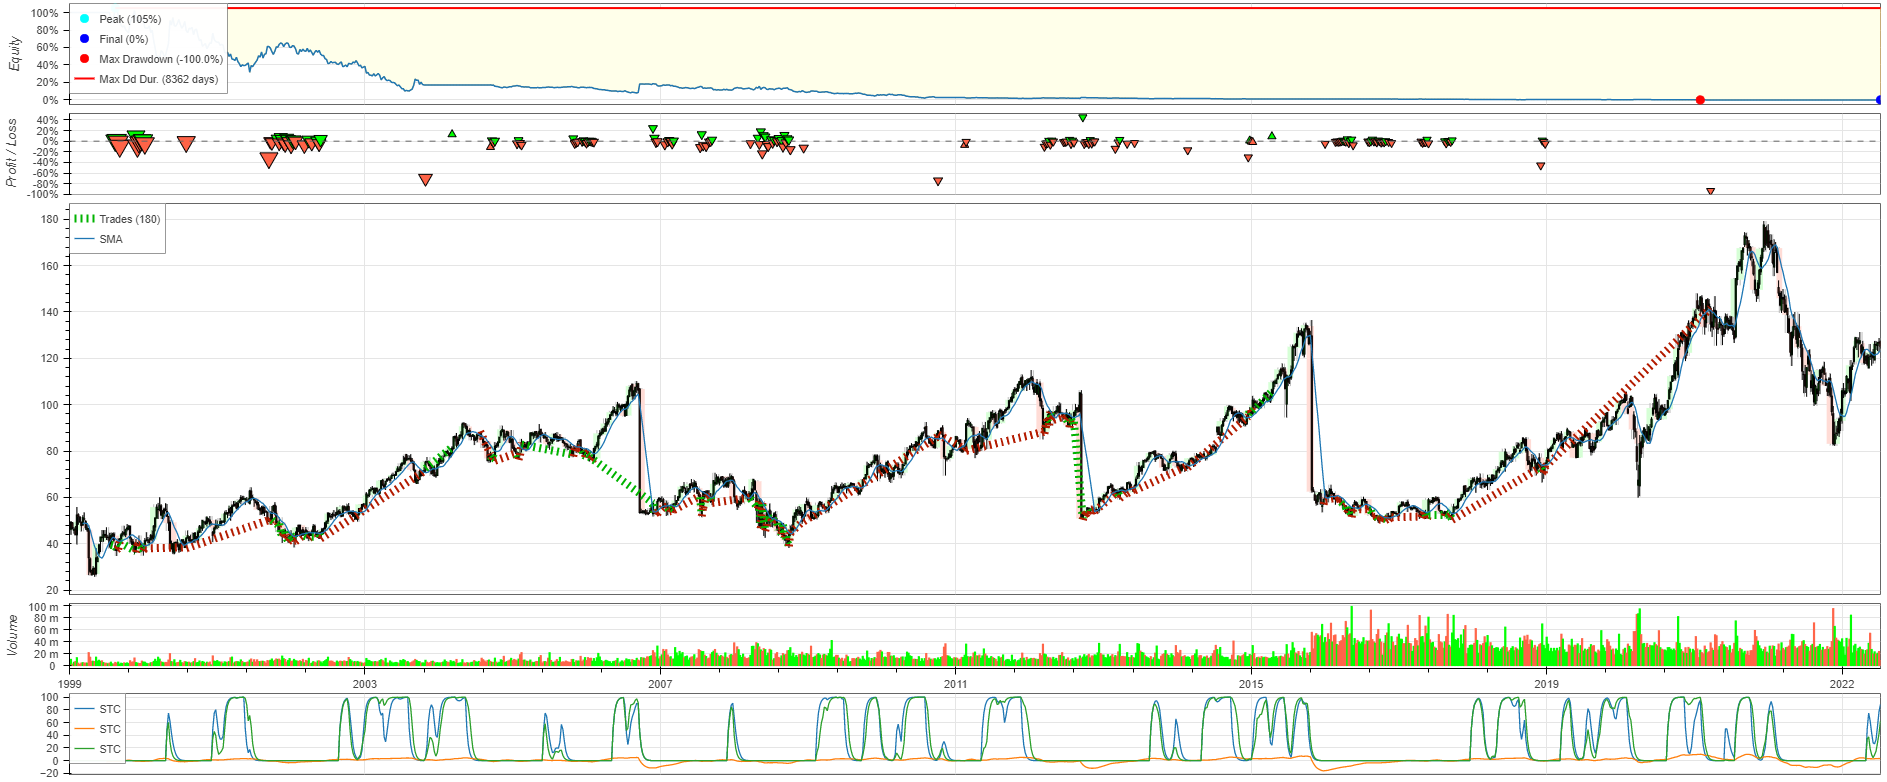 Equity
100%
80%
60%
40%
20%
0%
Peak (105%)
Final (0%)
Max Drawdown (-100.0%)
Max Dd Dur. (8362 days)
Profit / Loss
40%
20%
0%
-20%
-40%
-60%
-80%
-100%
Trades (180)
SMA
180
160
140
120
100
80
60
40
20
Volume
100 m
80 m
60 m
40 m
20 m
0
1999 2003 2007 2011 2015 2019 2022
100
80
60
40
20
0
−20
STC
STC
STC